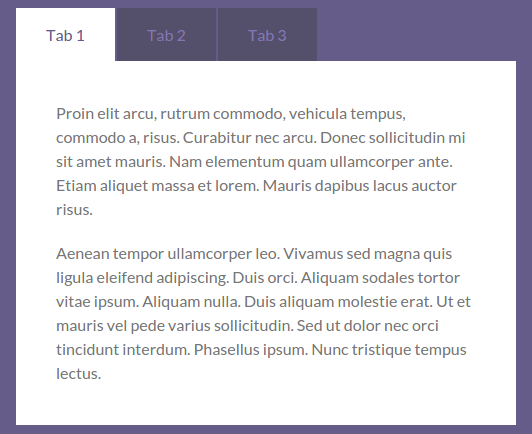 Tab 1 Tab 2 Tab 3
Proin elit arcu, rutrum commodo, vehicula tempus,
commodo a, risus. Curabitur nec arcu. Donec sollicitudin mi
sit amet mauris. Nam elementum quam ullamcorper ante.
Etiam aliquet massa et lorem. Mauris dapibus lacus auctor
risus.
Aenean tempor ullamcorper leo. Vivamus sed magna quis
ligula eleifend adipiscing. Duis orci. Aliquam sodales tortor
vitae ipsum. Aliquam nulla. Duis aliquam molestie erat. Ut et
mauris vel pede varius sollicitudin. Sed ut dolor nec orci
tincidunt interdum. Phasellus ipsum. Nunc tristique tempus
lectus.